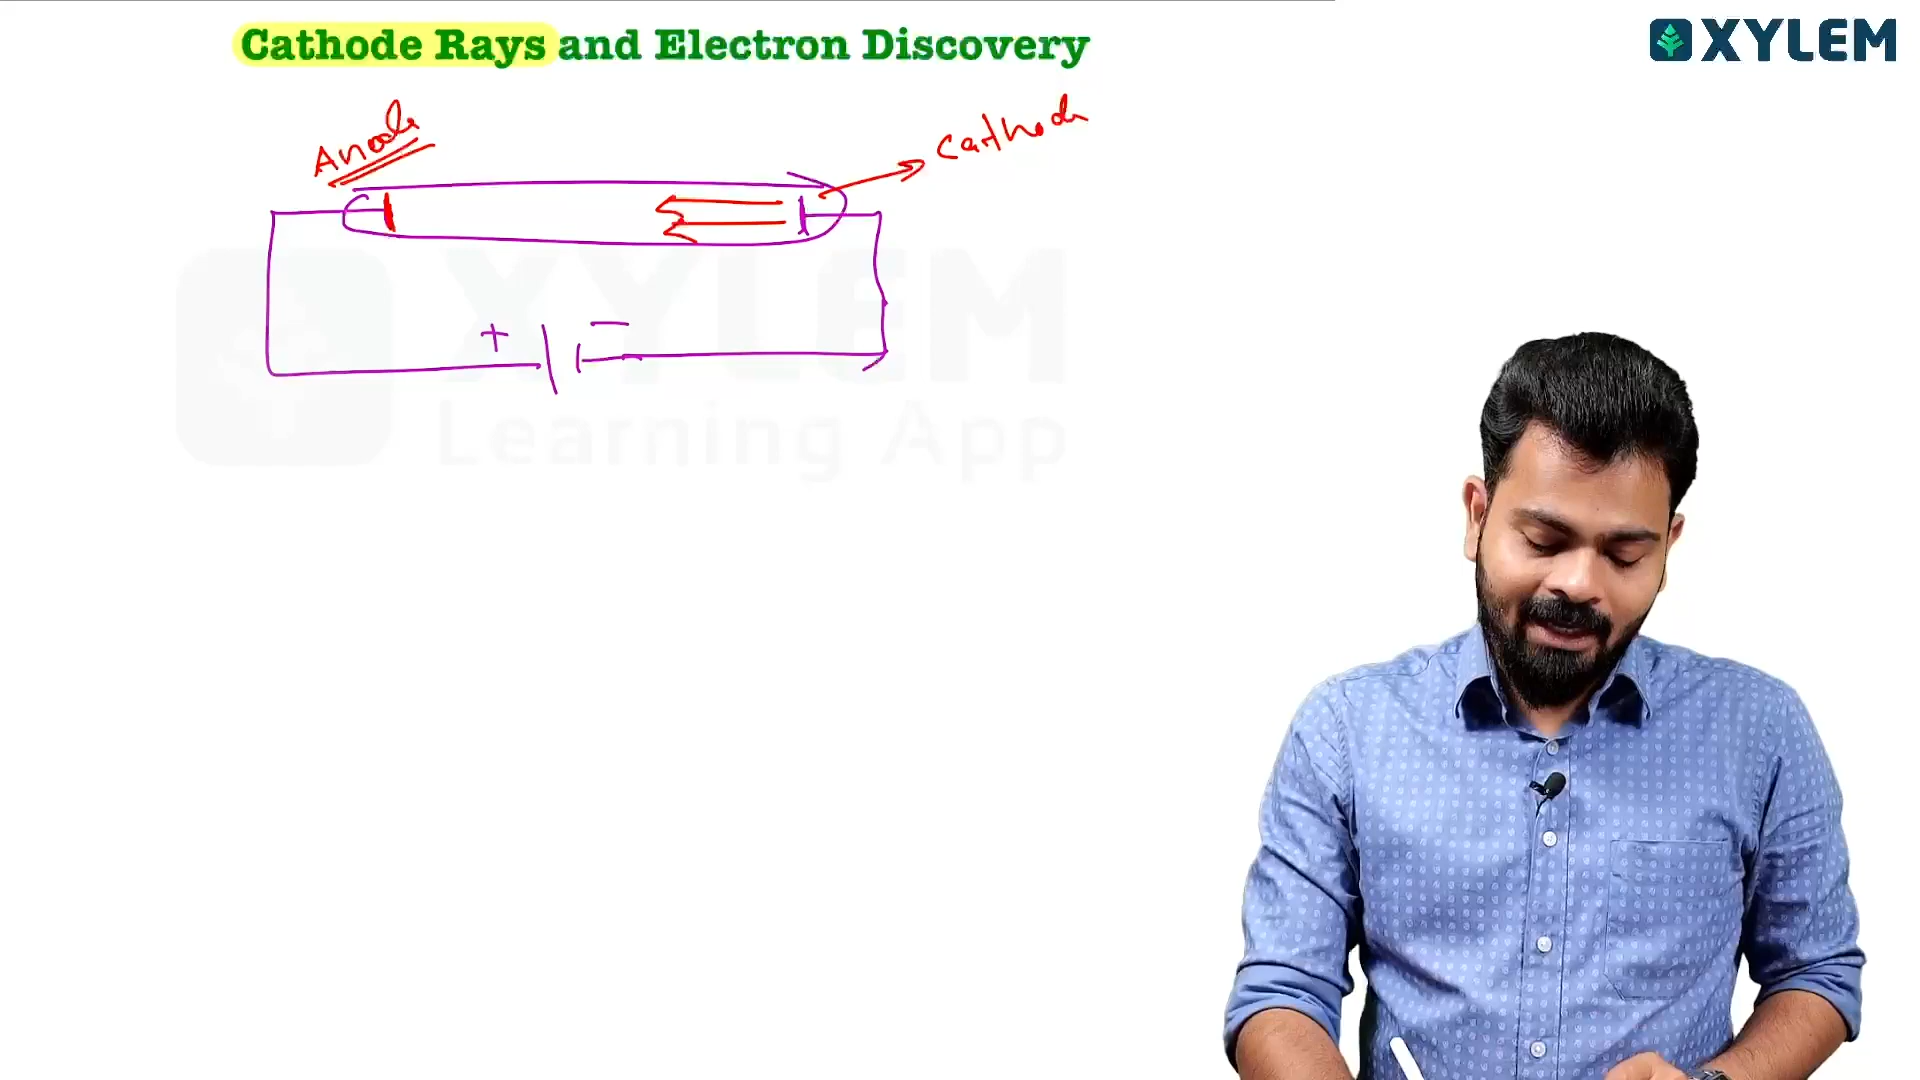 Cathode Rays and Electron Discovery
XYLEM
Anode
Cathode
+ −
XYLEM
Learning App